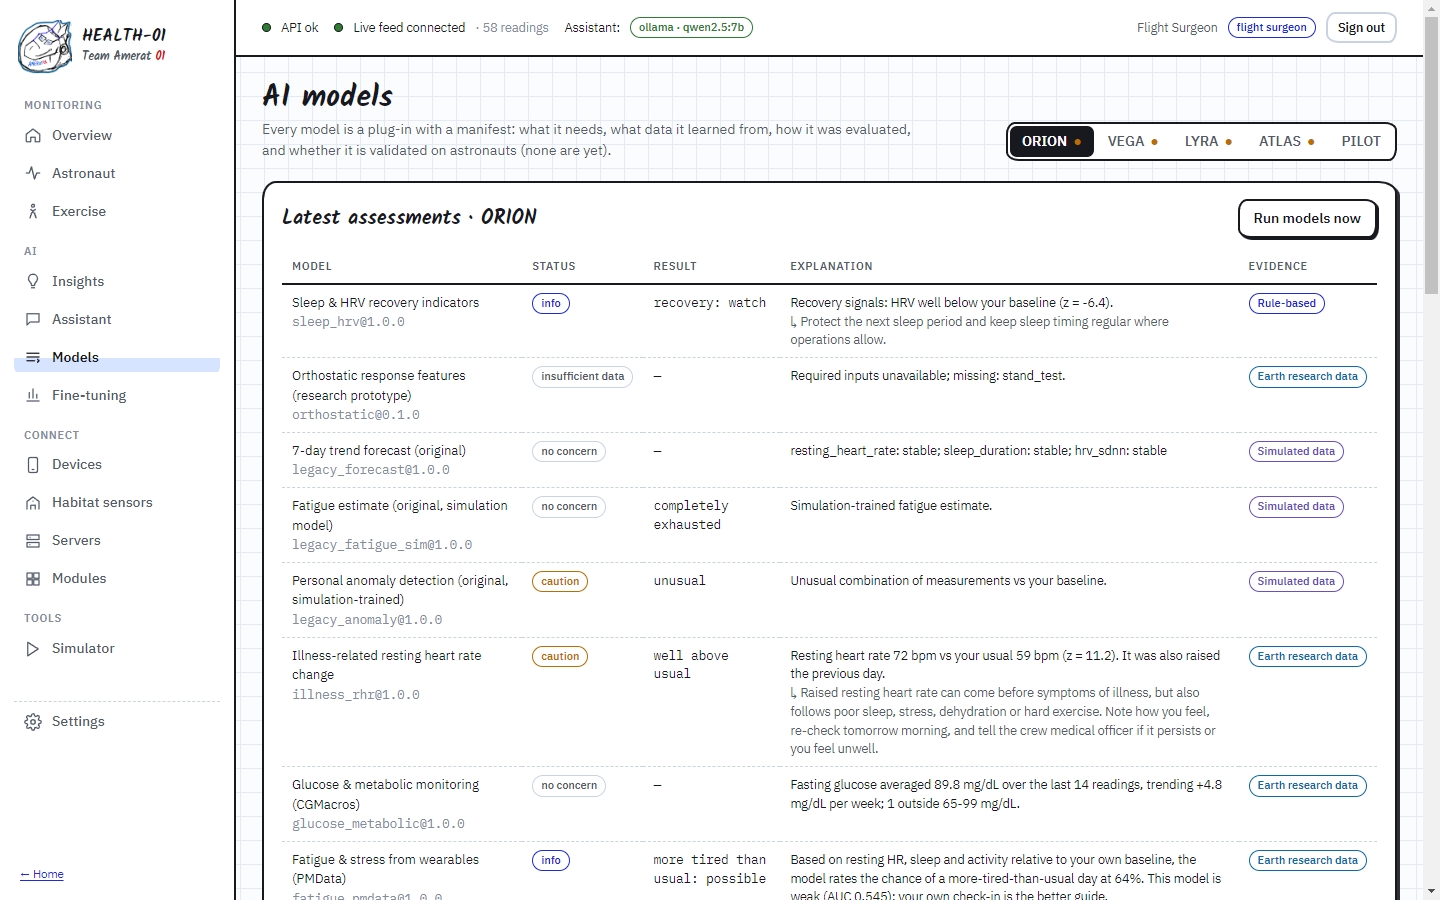 HEALTH-01
Team Amerat 01
API ok
Live feed connected · 58 readings
Assistant: ollama · qwen2.5:7b
Flight Surgeon
flight surgeon
Sign out
MONITORING
Overview
Astronaut
Exercise
AI
Insights
Assistant
Models
Fine-tuning
CONNECT
Devices
Habitat sensors
Servers
Modules
TOOLS
Simulator
Settings
← Home
AI models
Every model is a plug-in with a manifest: what it needs, what data it learned from, how it was evaluated,
and whether it is validated on astronauts (none are yet).
ORION VEGA LYRA ATLAS PILOT
Latest assessments · ORION
Run models now
MODEL STATUS RESULT EXPLANATION EVIDENCE
Sleep & HRV recovery indicators
sleep_hrv@1.0.0
info
recovery: watch
Recovery signals: HRV well below your baseline (z = -6.4).
↳ Protect the next sleep period and keep sleep timing regular where
operations allow.
Rule-based
Orthostatic response features
(research prototype)
orthostatic@0.1.0
insufficient data
—
Required inputs unavailable; missing: stand_test.
Earth research data
7-day trend forecast (original)
legacy_forecast@1.0.0
no concern
—
resting_heart_rate: stable; sleep_duration: stable; hrv_sdnn: stable
Simulated data
Fatigue estimate (original, simulation
model)
legacy_fatigue_sim@1.0.0
no concern
completely
exhausted
Simulation-trained fatigue estimate.
Simulated data
Personal anomaly detection (original,
simulation-trained)
legacy_anomaly@1.0.0
caution
unusual
Unusual combination of measurements vs your baseline.
Simulated data
Illness-related resting heart rate
change
illness_rhr@1.0.0
caution
well above
usual
Resting heart rate 72 bpm vs your usual 59 bpm (z = 11.2). It was also raised
the previous day.
↳ Raised resting heart rate can come before symptoms of illness, but also
follows poor sleep, stress, dehydration or hard exercise. Note how you feel,
re-check tomorrow morning, and tell the crew medical officer if it persists or
you feel unwell.
Earth research data
Glucose & metabolic monitoring
(CGMacros)
glucose_metabolic@1.0.0
no concern
—
Fasting glucose averaged 89.8 mg/dL over the last 14 readings, trending +4.8
mg/dL per week; 1 outside 65-99 mg/dL.
Earth research data
Fatigue & stress from wearables
(PMData)
fatigue_pmdata@1.0.0
info
more tired than
usual: possible
Based on resting HR, sleep and activity relative to your own baseline, the
model rates the chance of a more-tired-than-usual day at 64%. This model is
weak (AUC 0.545); your own check-in is the better guide.
Earth research data